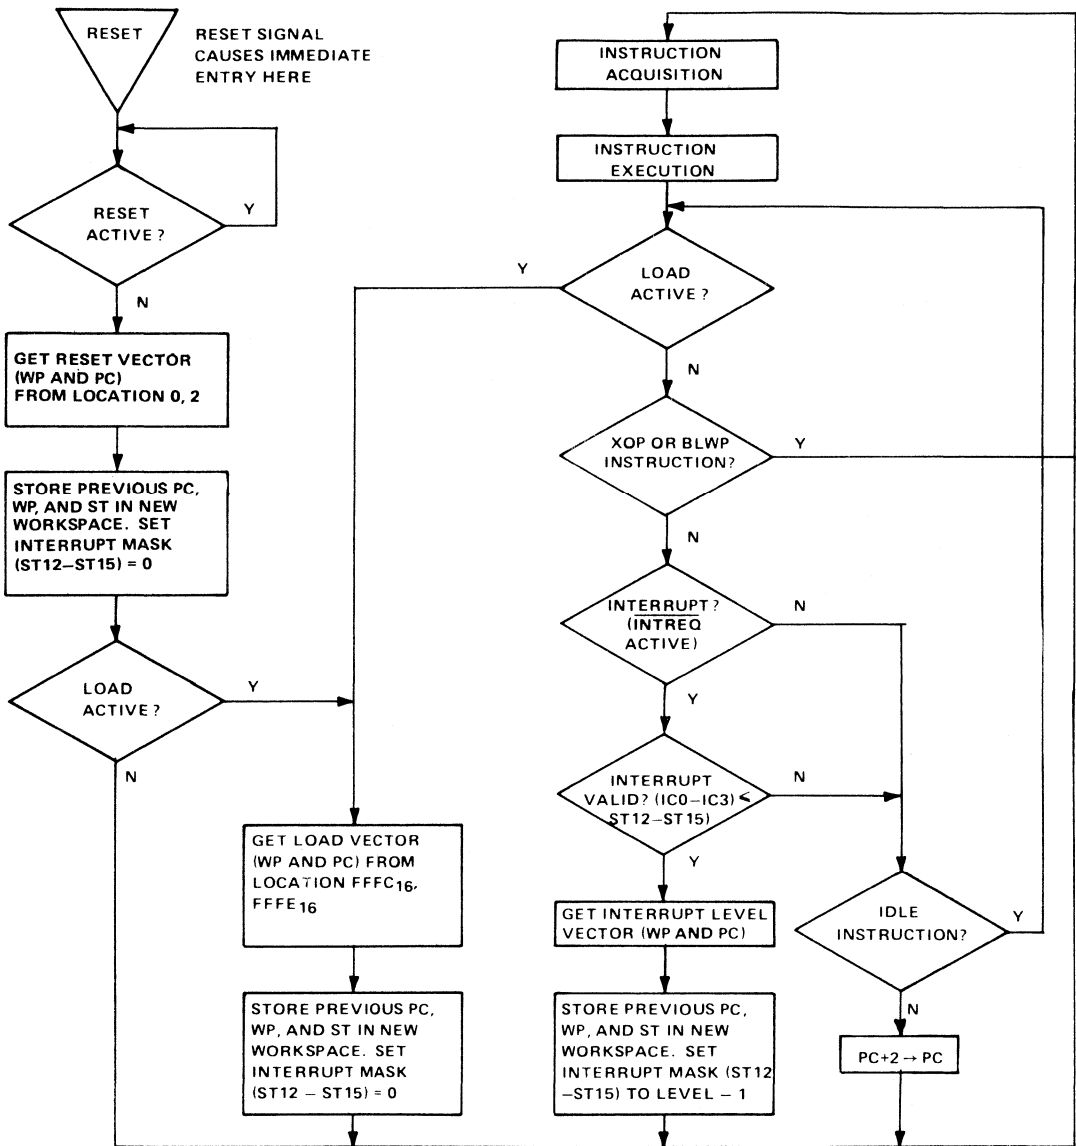 RESET
RESET SIGNAL
CAUSES IMMEDIATE
ENTRY HERE
RESET
ACTIVE?
Y
N
GET RESET VECTOR
(WP AND PC)
FROM LOCATION 0, 2
STORE PREVIOUS PC,
WP, AND ST IN NEW
WORKSPACE. SET
INTERRUPT MASK
(ST12–ST15) = 0
LOAD
ACTIVE?
Y
N
GET LOAD VECTOR
(WP AND PC) FROM
LOCATION FFFC16,
FFFE16
STORE PREVIOUS PC,
WP, AND ST IN NEW
WORKSPACE. SET
INTERRUPT MASK
(ST12 – ST15) = 0
INSTRUCTION
ACQUISITION
INSTRUCTION
EXECUTION
LOAD
ACTIVE?
Y
N
XOP OR BLWP
INSTRUCTION?
Y
N
INTERRUPT?
(INTREQ
ACTIVE)
N
Y
INTERRUPT
VALID? (IC0–IC3) ≤
ST12–ST15)
N
Y
GET INTERRUPT LEVEL
VECTOR (WP AND PC)
STORE PREVIOUS PC,
WP, AND ST IN NEW
WORKSPACE. SET
INTERRUPT MASK (ST12
–ST15) TO LEVEL – 1
IDLE
INSTRUCTION?
Y
N
PC+2 → PC